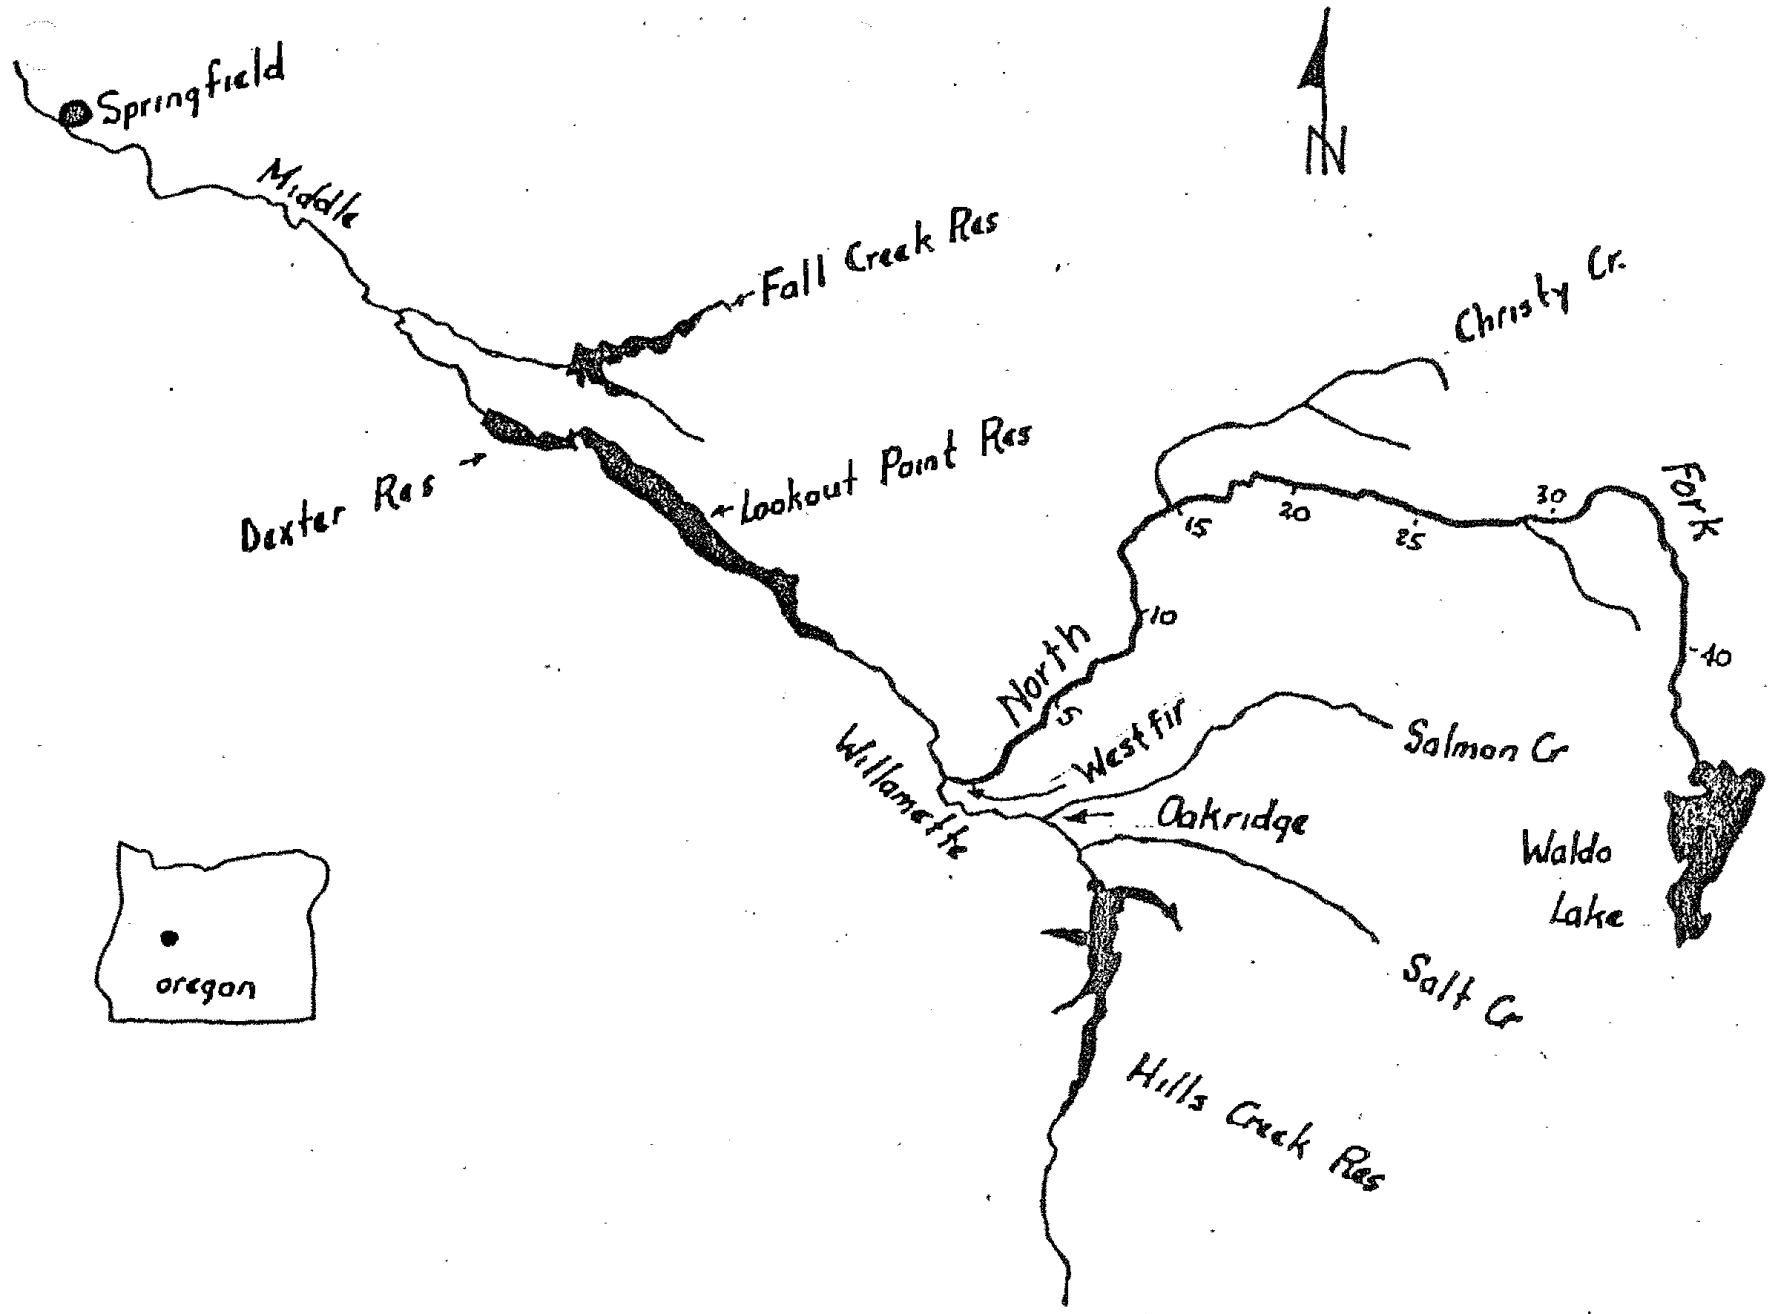 Springfield
N
Middle
Fall Creek Res
Christy Cr.
Dexter Res
Lookout Point Res
Fork
15
20
25
30
10
North
5
40
Westfir
Salmon Cr
Willamette
Oakridge
Waldo
Lake
oregon
Salt Cr
Hills Creek Res